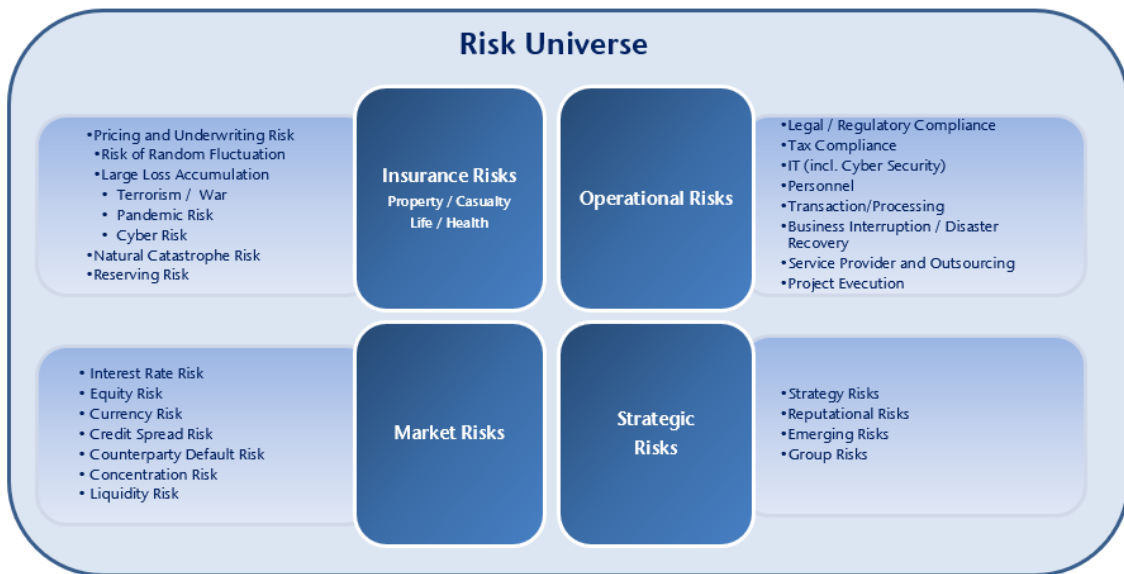 Risk Universe
•Pricing and Underwriting Risk
•Risk of Random Fluctuation
•Large Loss Accumulation
• Terrorism / War
• Pandemic Risk
• Cyber Risk
•Natural Catastrophe Risk
•Reserving Risk
Insurance Risks
Property / Casualty
Life / Health
Operational Risks
•Legal / Regulatory Compliance
•Tax Compliance
•IT (incl. Cyber Security)
•Personnel
•Transaction/Processing
•Business Interruption / Disaster
Recovery
•Service Provider and Outsourcing
•Project Execution
• Interest Rate Risk
• Equity Risk
• Currency Risk
• Credit Spread Risk
• Counterparty Default Risk
• Concentration Risk
• Liquidity Risk
Market Risks
Strategic
Risks
•Strategy Risks
•Reputational Risks
•Emerging Risks
•Group Risks